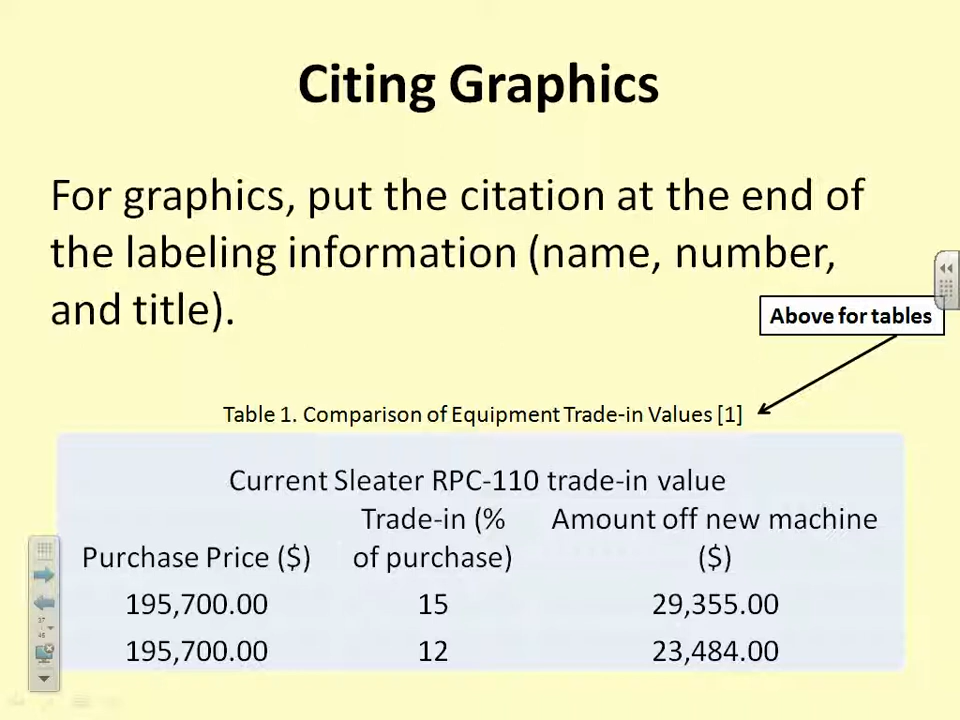 Citing Graphics
For graphics, put the citation at the end of
the labeling information (name, number,
and title).
Above for tables
Table 1. Comparison of Equipment Trade-in Values [1]
Current Sleater RPC-110 trade-in value
Trade-in (% Amount off new machine
Purchase Price ($) of purchase) ($)
195,700.00 15 29,355.00
195,700.00 12 23,484.00
37